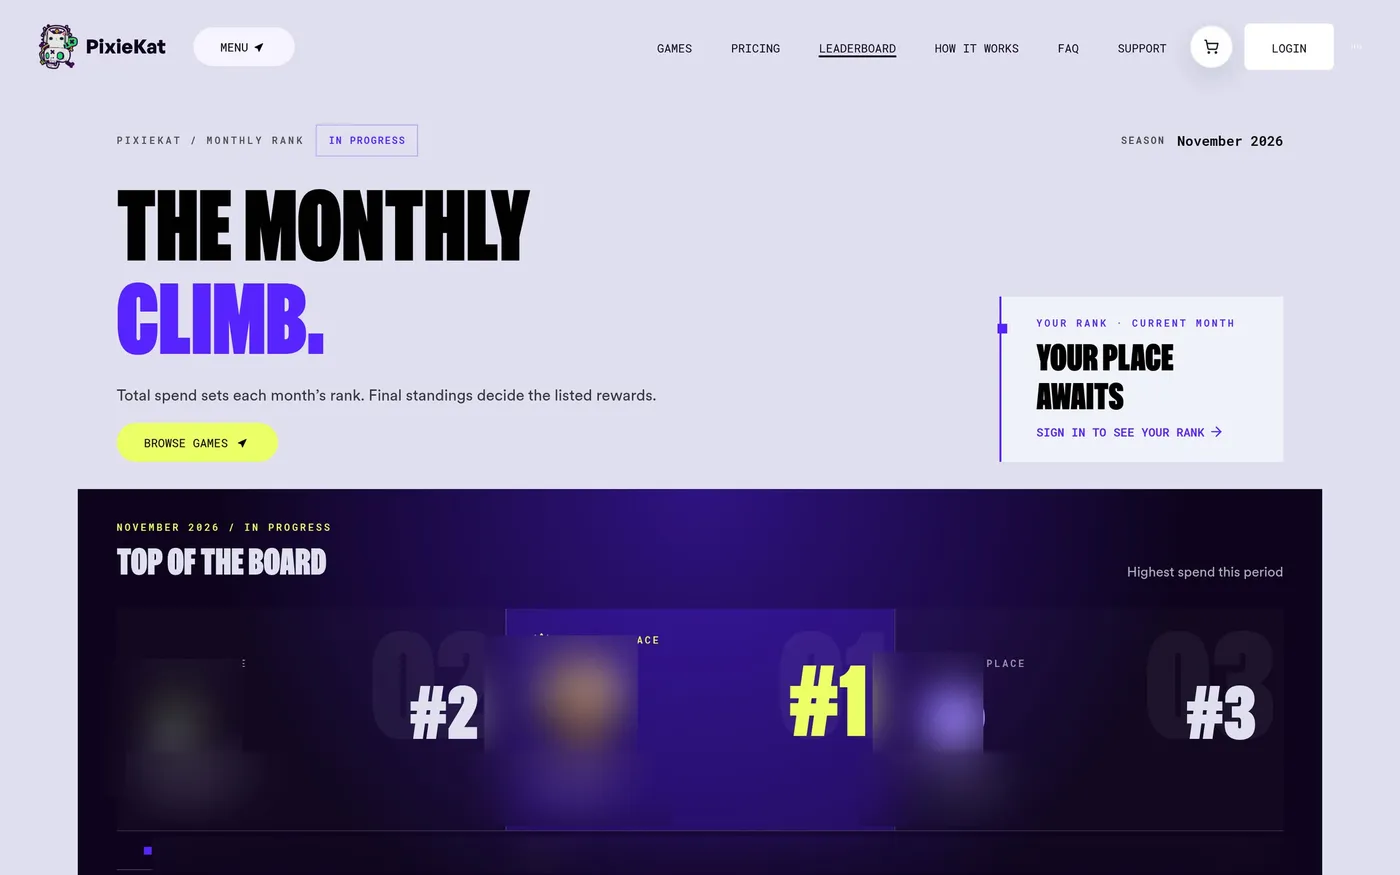 PixieKat
MENU
GAMES
PRICING
LEADERBOARD
HOW IT WORKS
FAQ
SUPPORT
LOGIN
PIXIEKAT / MONTHLY RANK
IN PROGRESS
SEASON November 2026
THE MONTHLY
CLIMB.
Total spend sets each month’s rank. Final standings decide the listed rewards.
BROWSE GAMES
YOUR RANK · CURRENT MONTH
YOUR PLACE
AWAITS
SIGN IN TO SEE YOUR RANK →
NOVEMBER 2026 / IN PROGRESS
TOP OF THE BOARD
Highest spend this period
02
#2
01
#1
PLACE
03
#3